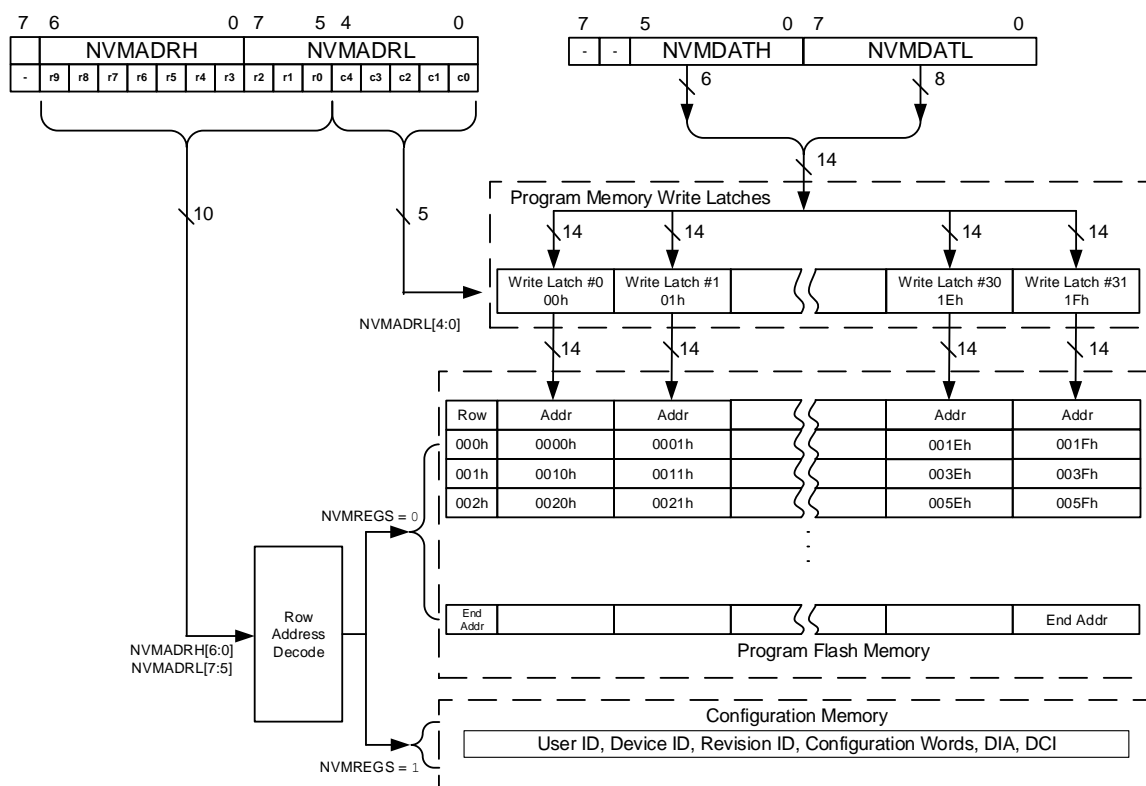 7 6 0 7 5 4 0
NVMADRH NVMADRL
- r9 r8 r7 r6 r5 r4 r3 r2 r1 r0 c4 c3 c2 c1 c0
7 5 0 7 0
- - NVMDATH NVMDATL
6 8
14
10 5
Program Memory Write Latches
14 14 14 14
Write Latch #0 Write Latch #1 Write Latch #30 Write Latch #31
00h 01h 1Eh 1Fh
NVMADRL[4:0]
14 14 14 14
Row Addr Addr Addr Addr
000h 0000h 0001h 001Eh 001Fh
001h 0010h 0011h 003Eh 003Fh
002h 0020h 0021h 005Eh 005Fh
NVMREGS = 0
End
Addr
End Addr
Row
Address
Decode
NVMADRH[6:0]
NVMADRL[7:5]
Program Flash Memory
Configuration Memory
User ID, Device ID, Revision ID, Configuration Words, DIA, DCI
NVMREGS = 1